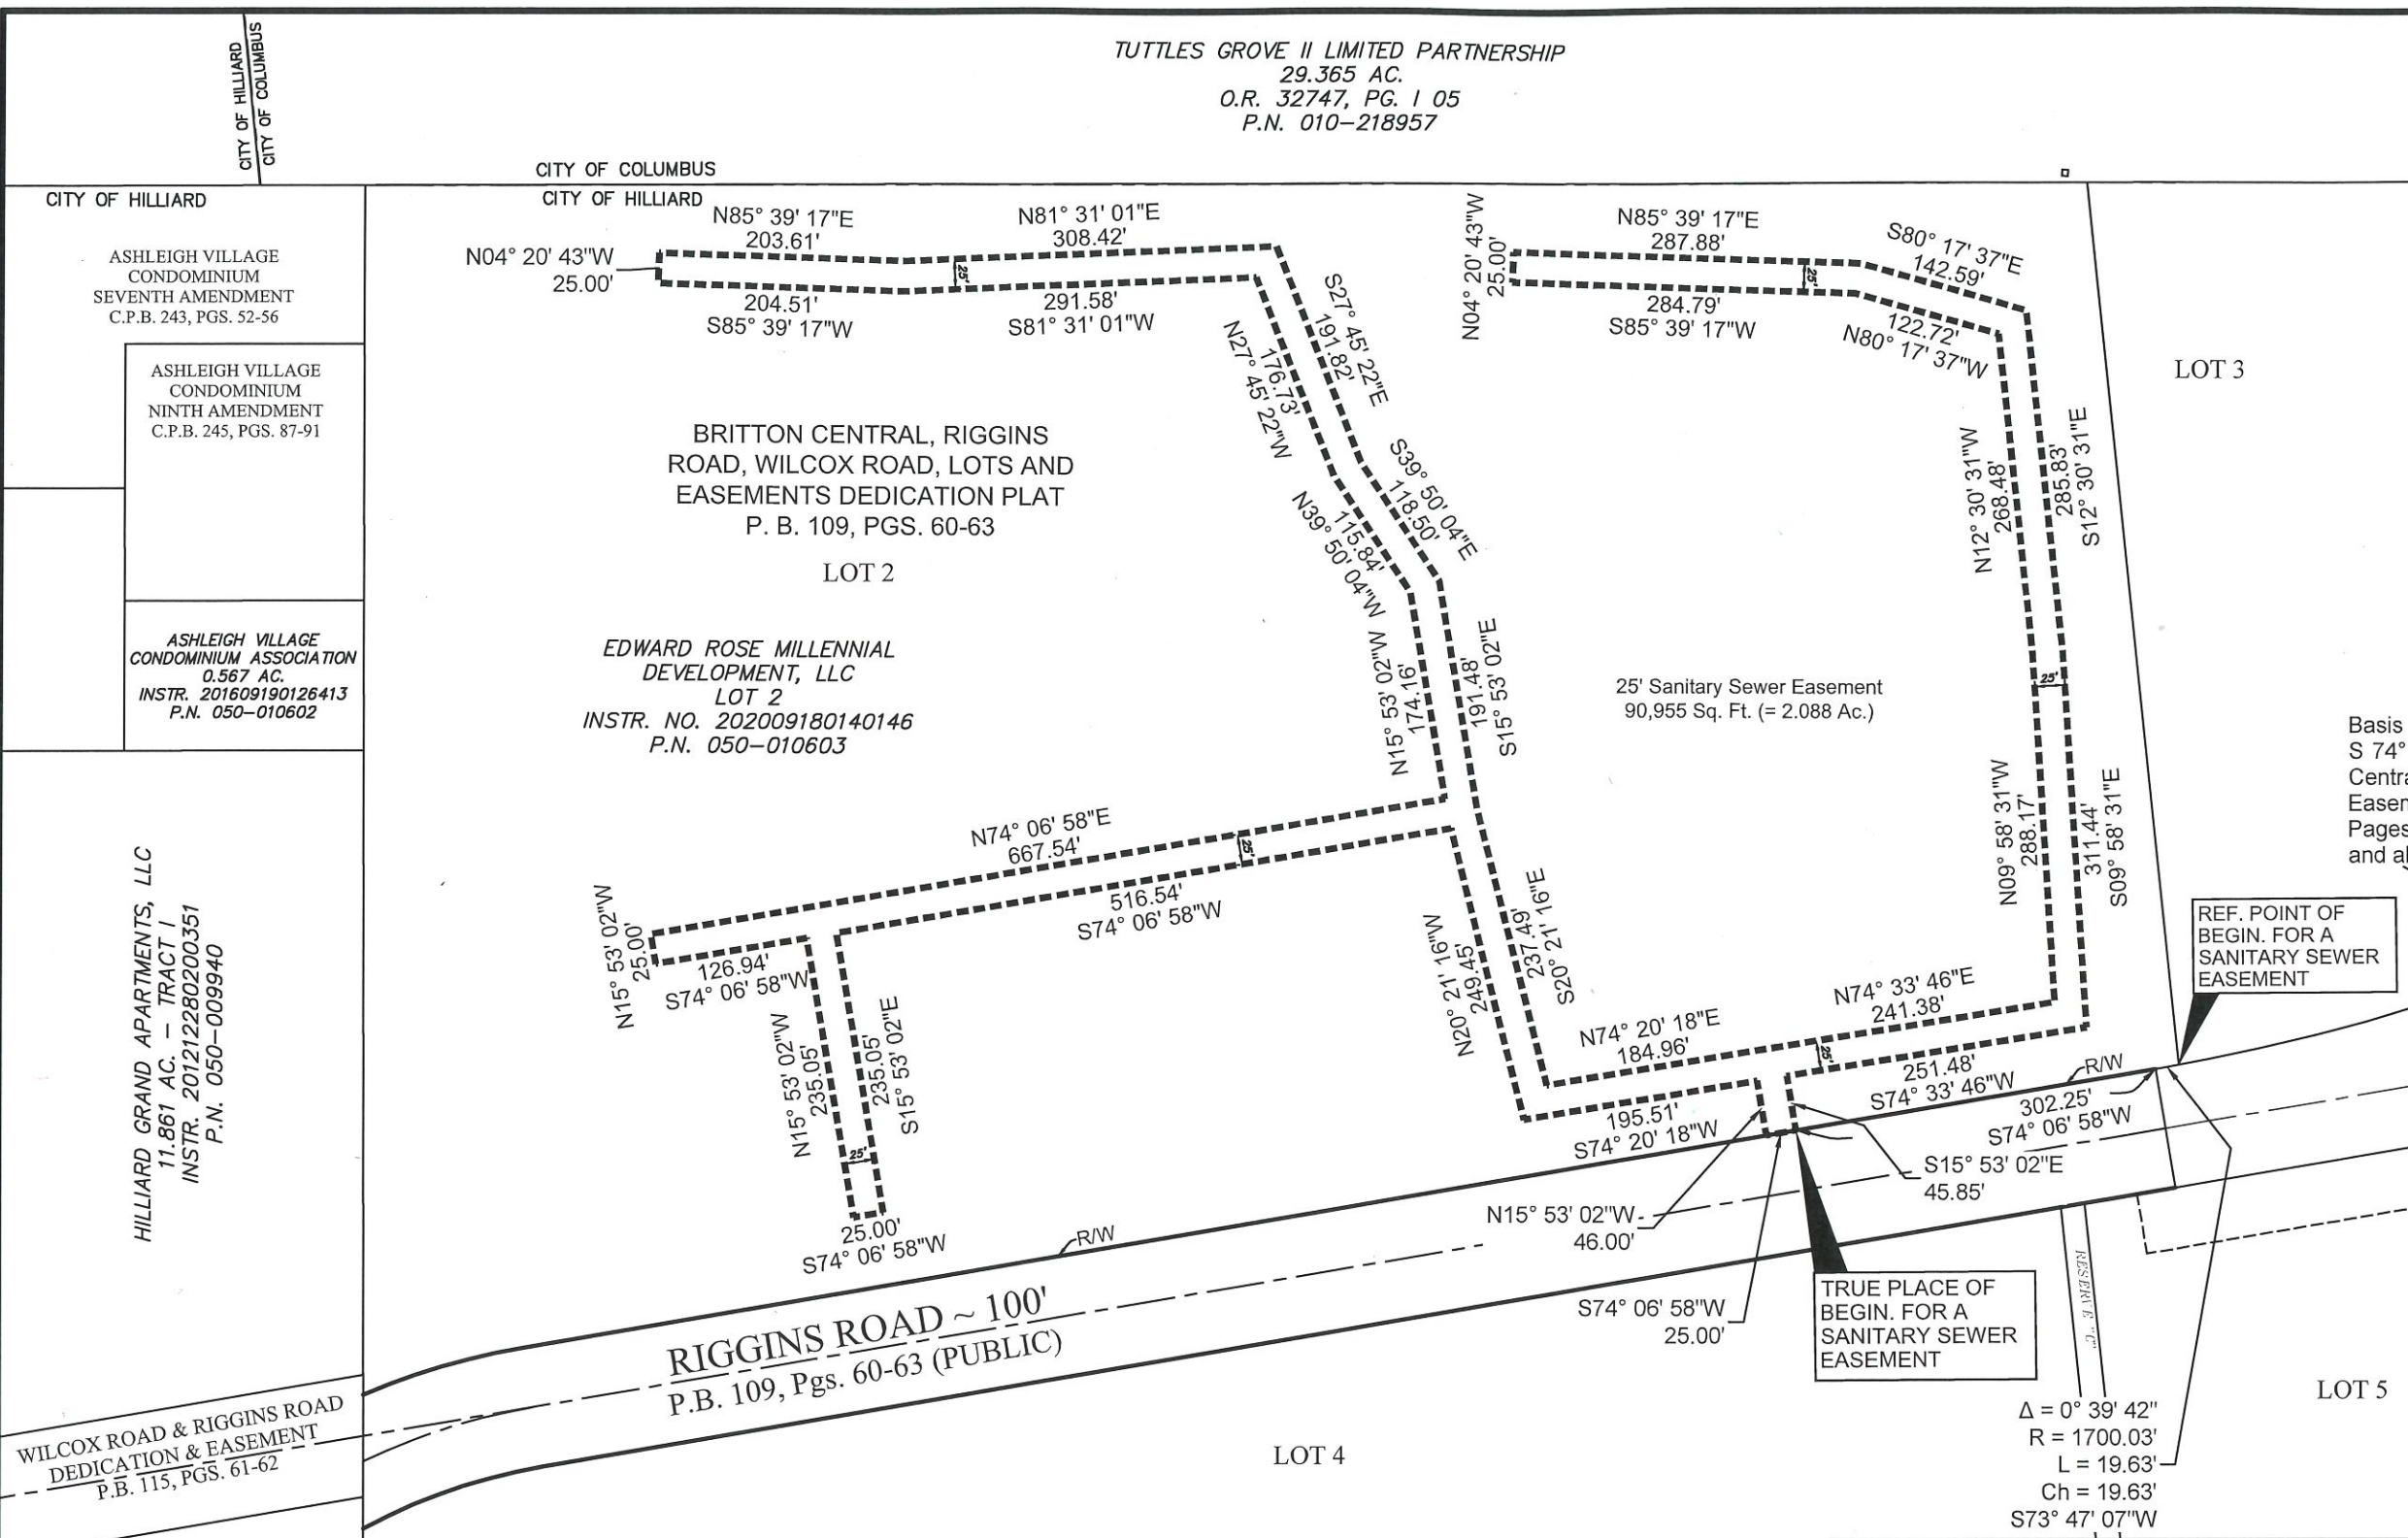 CITY OF HILLIARD
CITY OF COLUMBUS
TUTTLES GROVE II LIMITED PARTNERSHIP
29.365 AC.
O.R. 32747, PG. I 05
P.N. 010-218957
CITY OF COLUMBUS
CITY OF HILLIARD
CITY OF HILLIARD
ASHLEIGH VILLAGE
CONDOMINIUM
SEVENTH AMENDMENT
C.P.B. 243, PGS. 52-56
ASHLEIGH VILLAGE
CONDOMINIUM
NINTH AMENDMENT
C.P.B. 245, PGS. 87-91
ASHLEIGH VILLAGE
CONDOMINIUM ASSOCIATION
0.567 AC.
INSTR. 201609190126413
P.N. 050-010602
HILLIARD GRAND APARTMENTS, LLC
11.861 AC. - TRACT I
INSTR. 201212280200351
P.N. 050-009940
N04° 20' 43"W
25.00'
N85° 39' 17"E
203.61'
N81° 31' 01"E
308.42'
25'
204.51'
S85° 39' 17"W
291.58'
S81° 31' 01"W
S27° 45' 22"E
191.82'
176.73'
N27° 45' 22"W
S39° 50' 04"E
118.50'
115.84'
N39° 50' 04"W
N15° 53' 02"W
174.16'
191.48'
S15° 53' 02"E
BRITTON CENTRAL, RIGGINS
ROAD, WILCOX ROAD, LOTS AND
EASEMENTS DEDICATION PLAT
P. B. 109, PGS. 60-63
LOT 2
EDWARD ROSE MILLENNIAL
DEVELOPMENT, LLC
LOT 2
INSTR. NO. 202009180140146
P.N. 050-010603
N04° 20' 43"W
25.00'
N85° 39' 17"E
287.88'
25'
284.79'
S85° 39' 17"W
S80° 17' 37"E
142.59'
122.72'
N80° 17' 37"W
LOT 3
N12° 30' 31"W
268.48'
285.83'
S12° 30' 31"E
25' Sanitary Sewer Easement
90,955 Sq. Ft. (= 2.088 Ac.)
25'
N09° 58' 31"W
288.17'
311.44'
S09° 58' 31"E
Basis
S 74°
Centra
Easem
Pages
and al
REF. POINT OF
BEGIN. FOR A
SANITARY SEWER
EASEMENT
N74° 06' 58"E
667.54'
25'
516.54'
S74° 06' 58"W
N15° 53' 02"W
25.00'
126.94'
S74° 06' 58"W
N15° 53' 02"W
235.05'
235.05'
S15° 53' 02"E
25'
25.00'
S74° 06' 58"W
N20° 21' 16"W
249.45'
237.49'
S20° 21' 16"E
N74° 20' 18"E
184.96'
N74° 33' 46"E
241.38'
25'
195.51'
S74° 20' 18"W
251.48'
S74° 33' 46"W
R/W
302.25'
S74° 06' 58"W
S15° 53' 02"E
45.85'
N15° 53' 02"W
46.00'
S74° 06' 58"W
25.00'
TRUE PLACE OF
BEGIN. FOR A
SANITARY SEWER
EASEMENT
R/W
RIGGINS ROAD ~ 100'
P.B. 109, Pgs. 60-63 (PUBLIC)
WILCOX ROAD & RIGGINS ROAD
DEDICATION & EASEMENT
P.B. 115, PGS. 61-62
RESERVE "C"
LOT 4
LOT 5
Δ = 0° 39' 42"
R = 1700.03'
L = 19.63'
Ch = 19.63'
S73° 47' 07"W